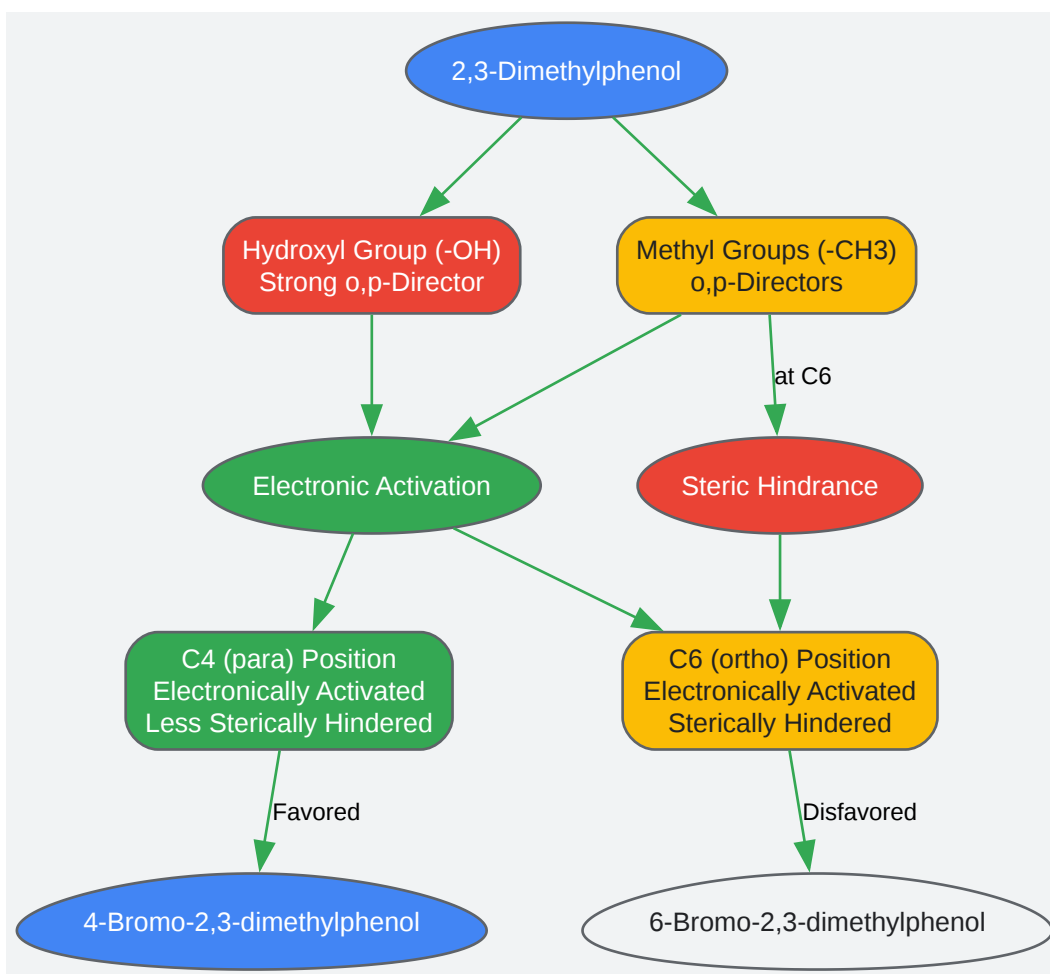 2,3-Dimethylphenol
Hydroxyl Group (-OH)
Strong o,p-Director
Methyl Groups (-CH3)
o,p-Directors
at C6
Electronic Activation
Steric Hindrance
C4 (para) Position
Electronically Activated
Less Sterically Hindered
C6 (ortho) Position
Electronically Activated
Sterically Hindered
Favored
Disfavored
4-Bromo-2,3-dimethylphenol
6-Bromo-2,3-dimethylphenol